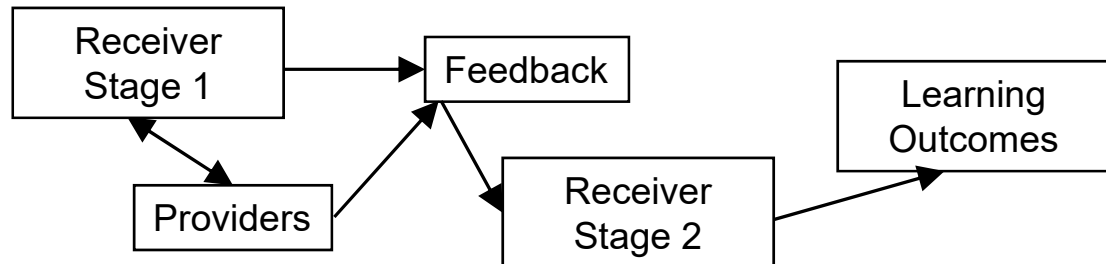 Receiver
Stage 1
Feedback
Learning
Outcomes
Providers
Receiver
Stage 2